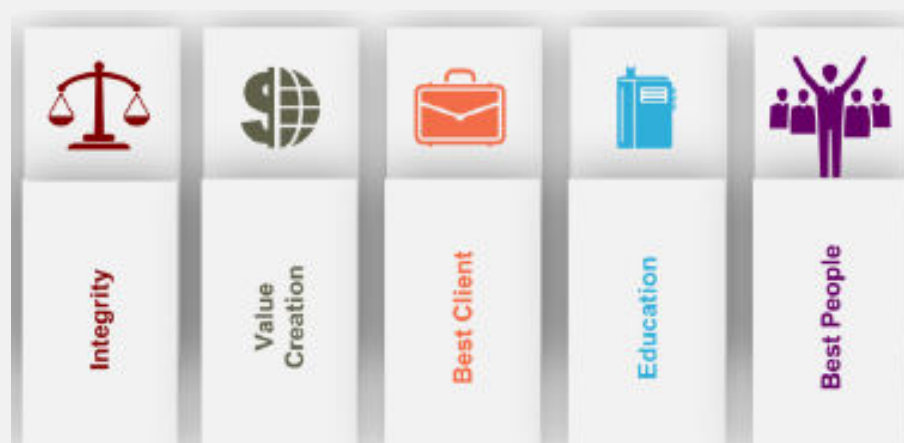 Integrity
Value
Creation
Best Client
Education
Best People